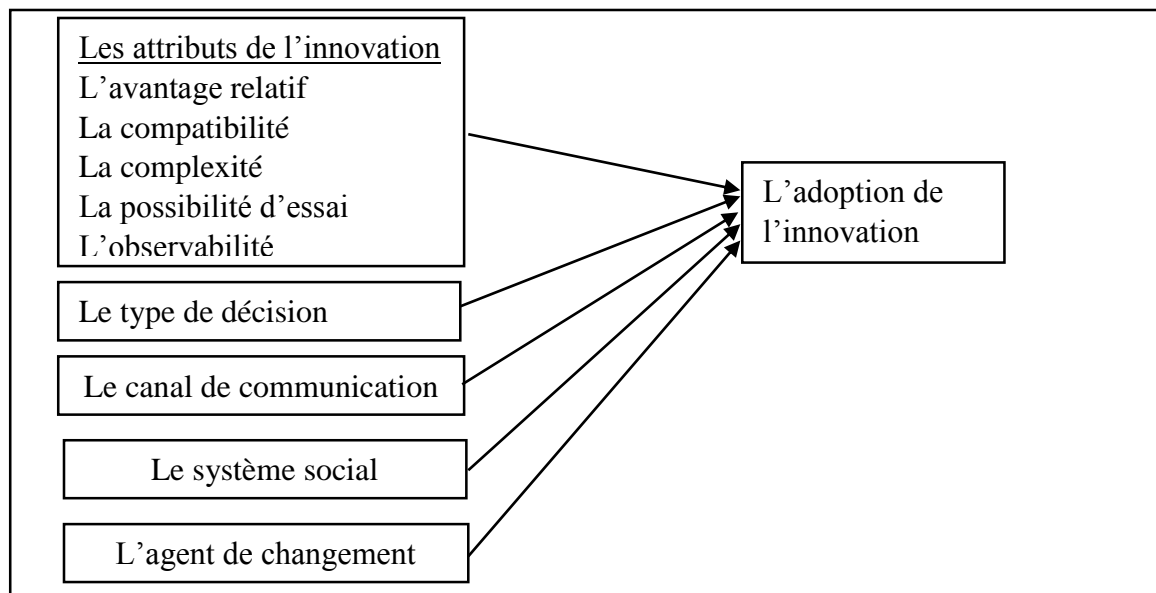 Les attributs de l’innovation
L’avantage relatif
La compatibilité
La complexité
La possibilité d’essai
L’observabilité
L’adoption de
l’innovation
Le type de décision
Le canal de communication
Le système social
L’agent de changement